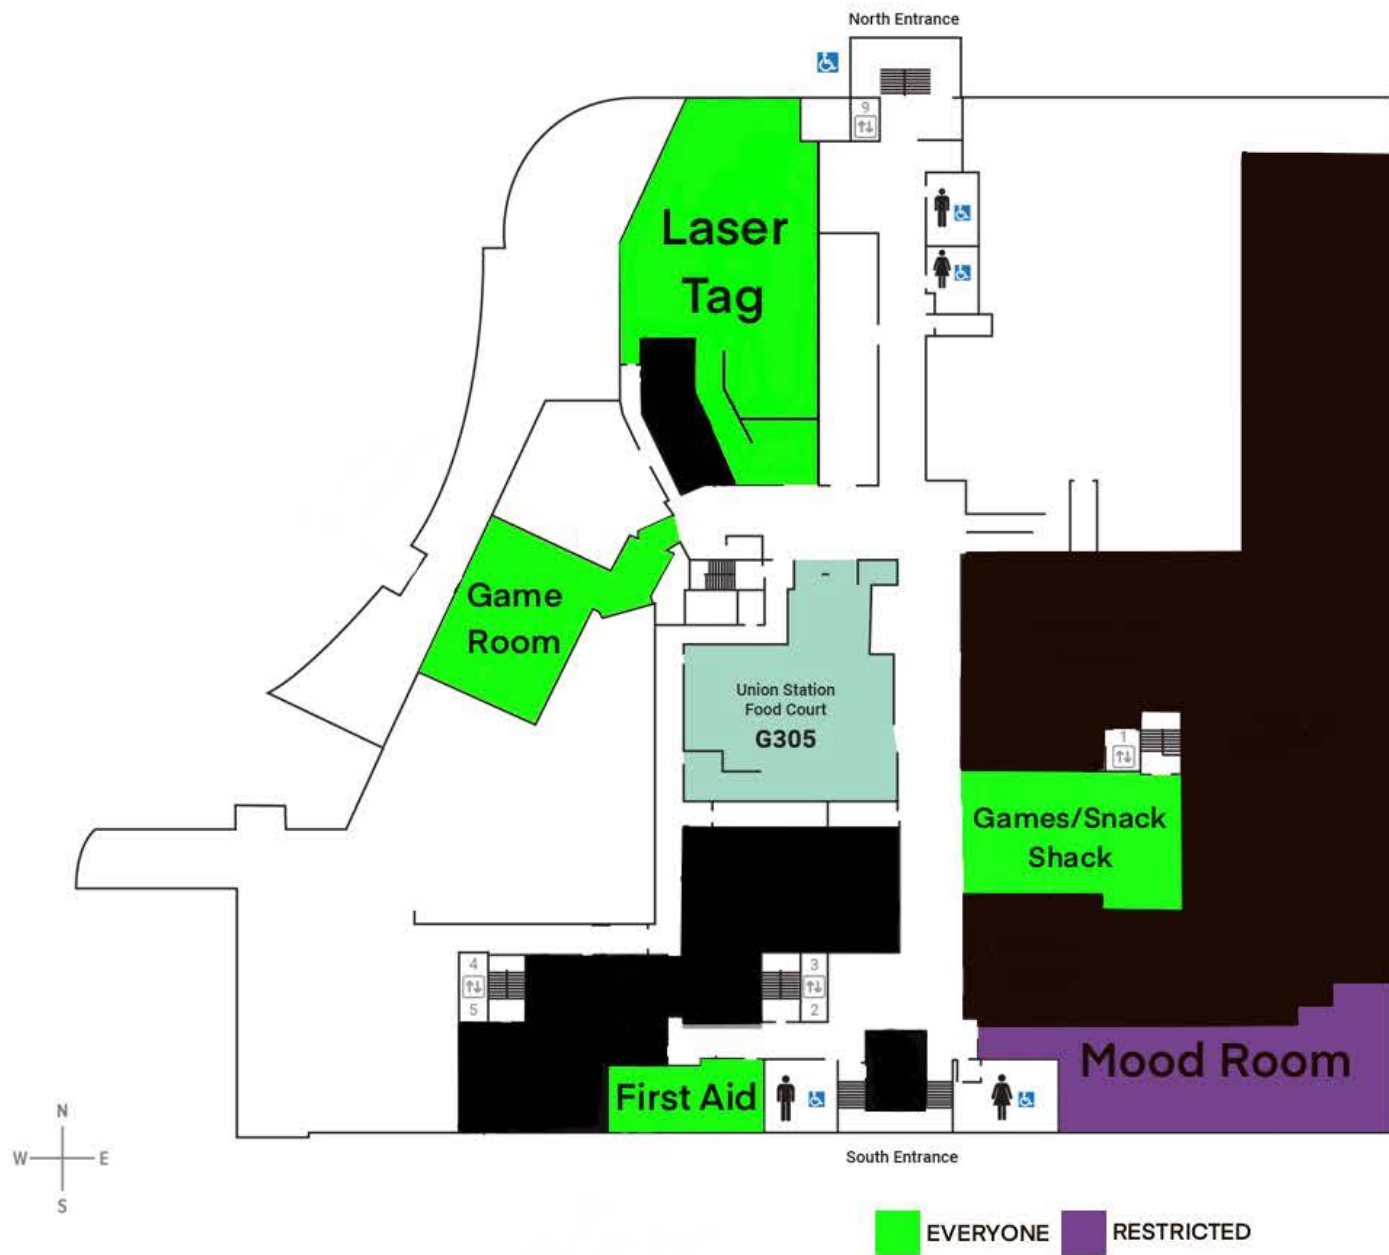 North Entrance
9
Laser
Tag
Game
Room
Union Station
Food Court
G305
1
Games/Snack
Shack
4
5
3
2
Mood Room
First Aid
N
W
E
S
South Entrance
EVERYONE
RESTRICTED